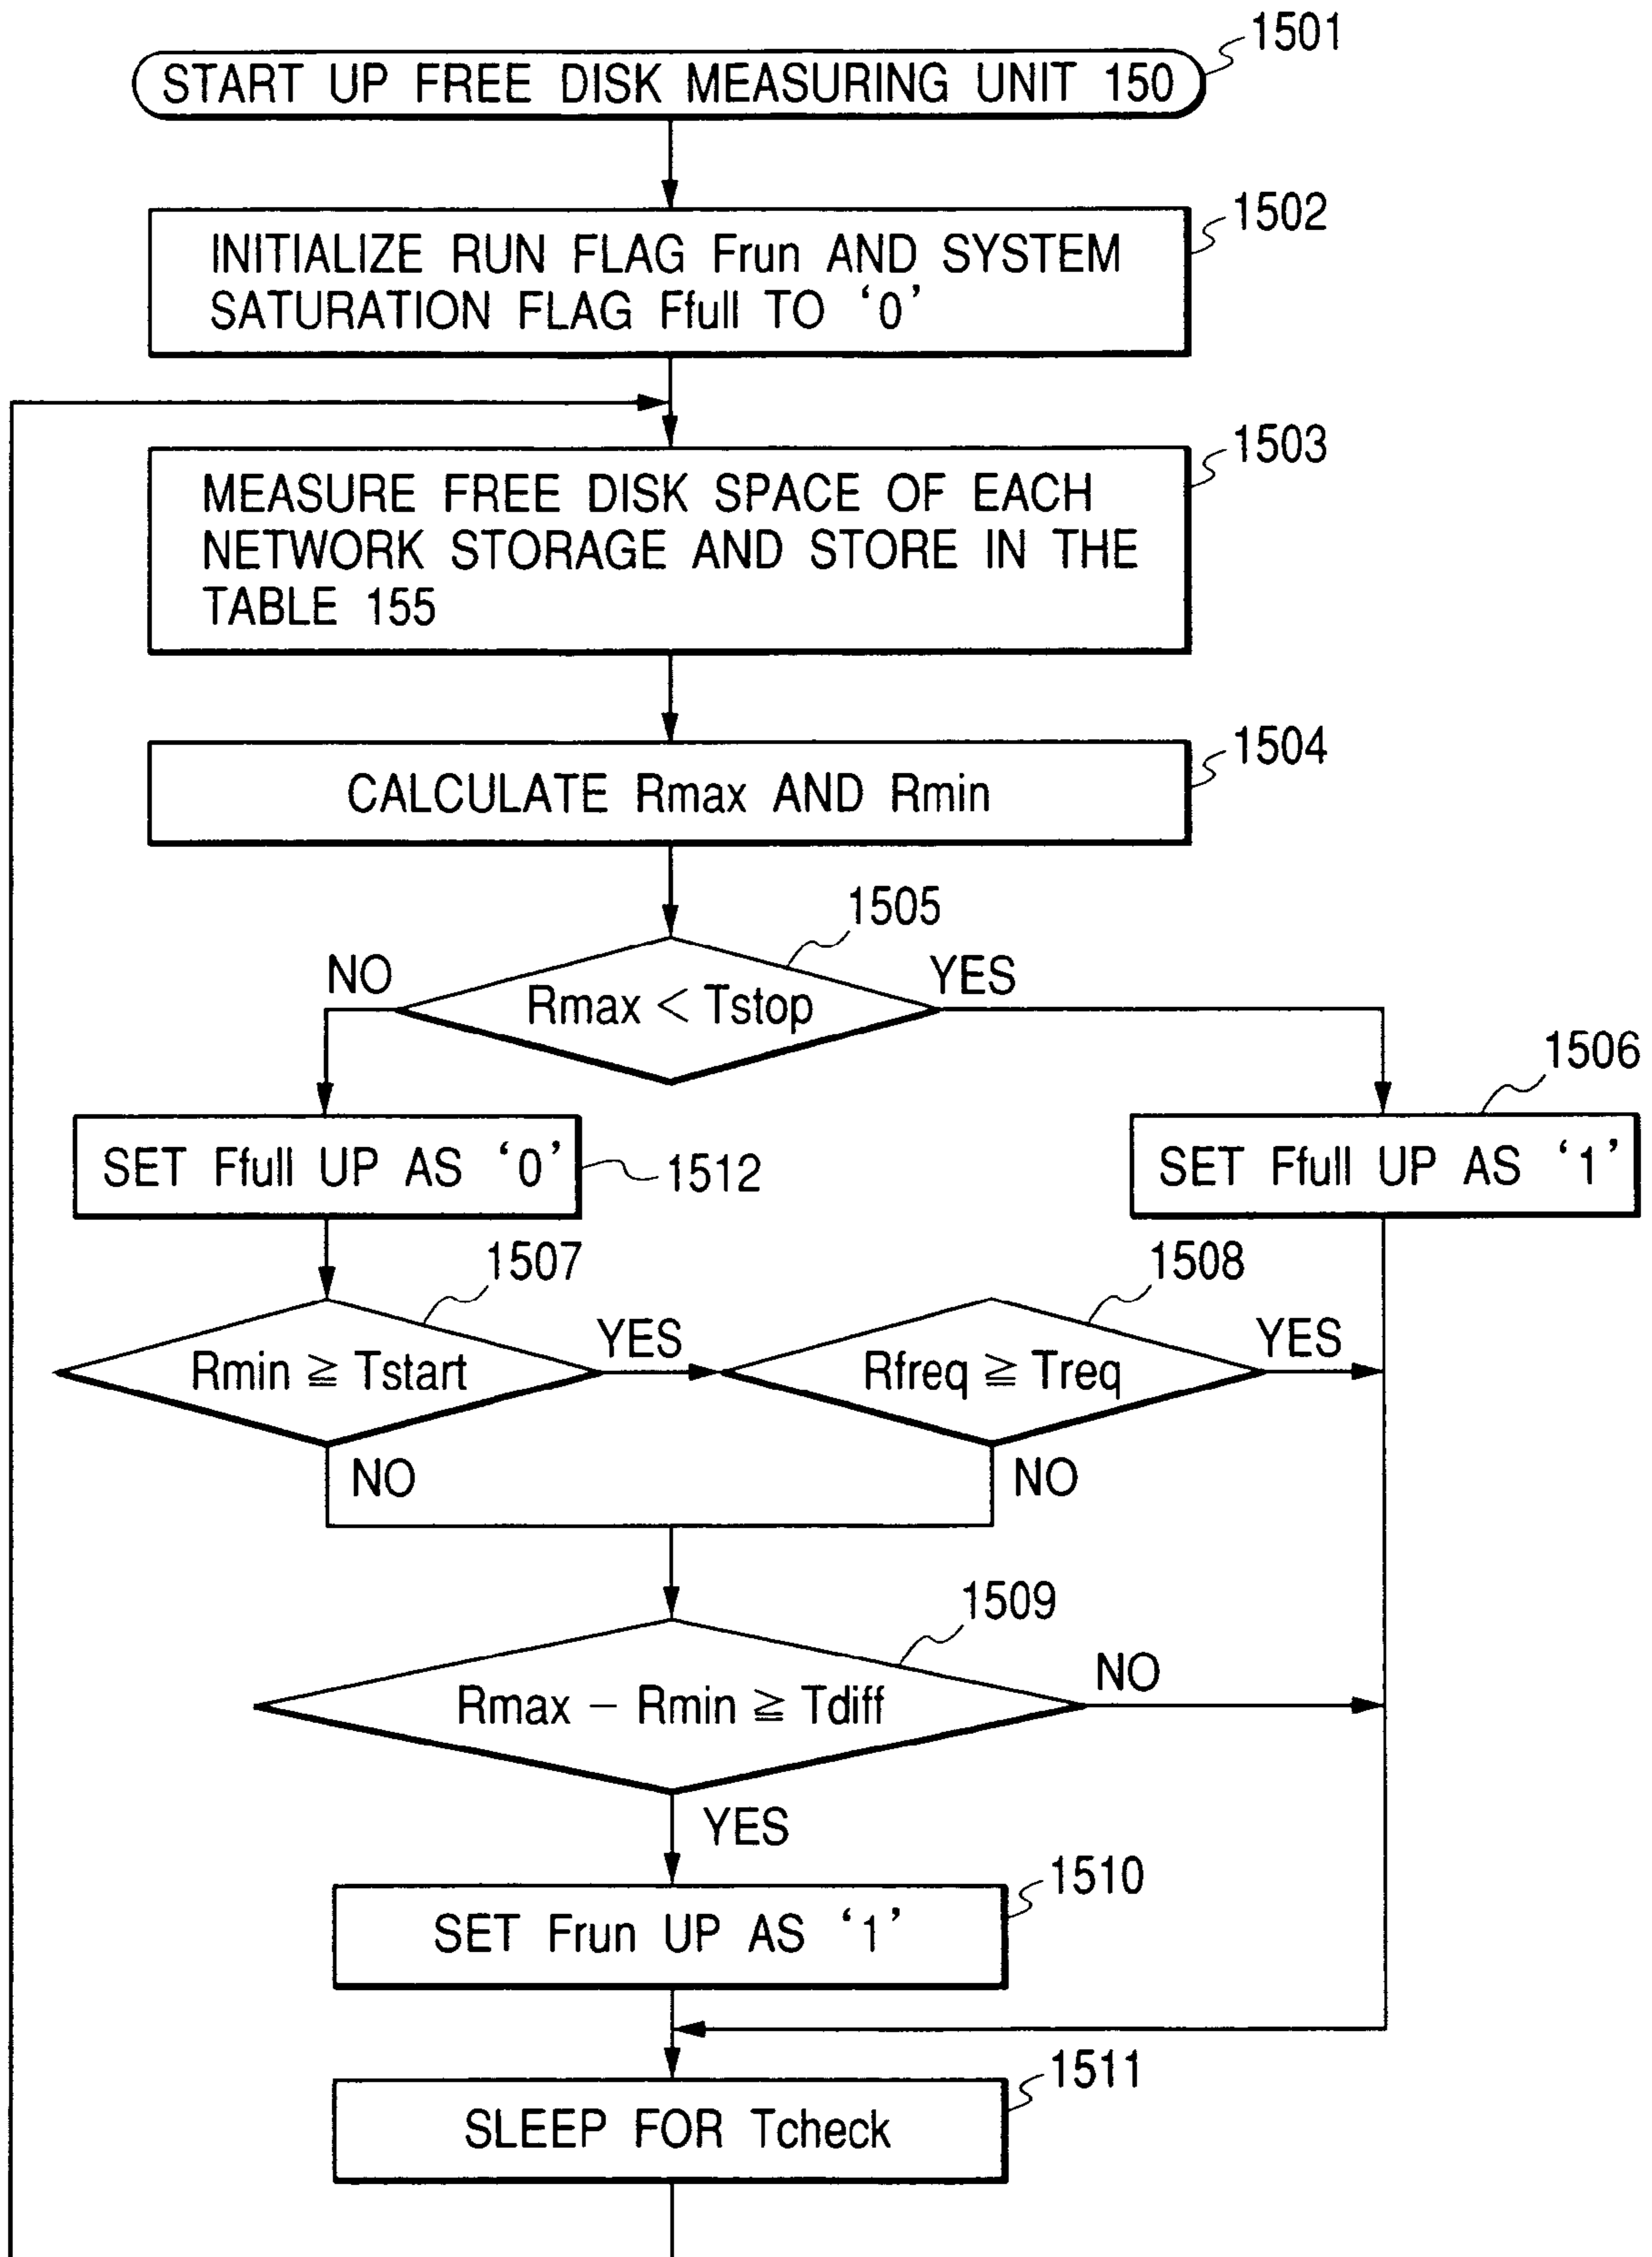 1501
START UP FREE DISK MEASURING UNIT 150
1502
INITIALIZE RUN FLAG Frun AND SYSTEM
SATURATION FLAG Ffull TO ‘0’
1503
MEASURE FREE DISK SPACE OF EACH
NETWORK STORAGE AND STORE IN THE
TABLE 155
1504
CALCULATE Rmax AND Rmin
1505
NO
YES
Rmax < Tstop
1506
SET Ffull UP AS ‘0’
1512
SET Ffull UP AS ‘1’
1507
1508
YES
YES
Rmin ≧ Tstart
Rfreq ≧ Treq
NO
NO
1509
NO
Rmax − Rmin ≧ Tdiff
YES
1510
SET Frun UP AS ‘1’
1511
SLEEP FOR Tcheck